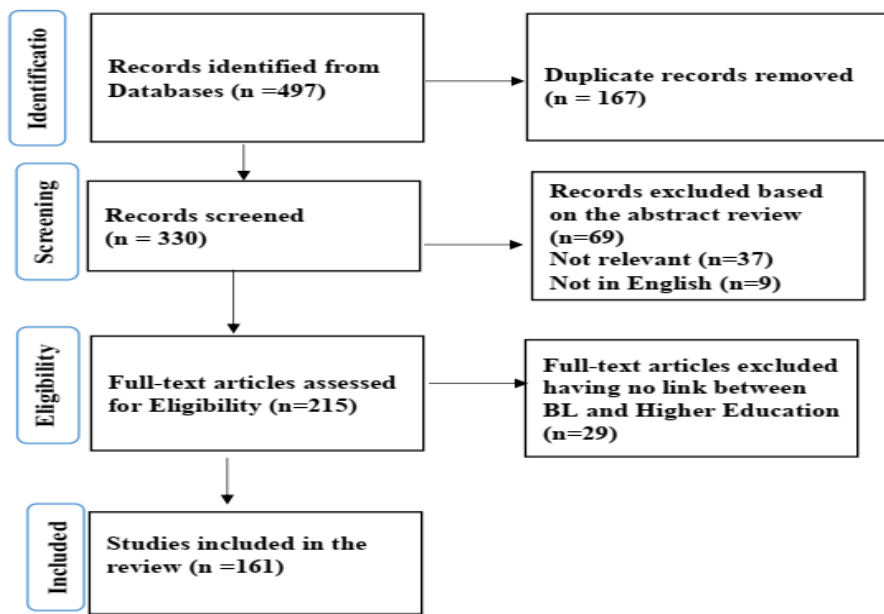 Identificatio
Records identified from
Databases (n =497)
Duplicate records removed
(n = 167)
Screening
Records screened
(n = 330)
Records excluded based
on the abstract review
(n=69)
Not relevant (n=37)
Not in English (n=9)
Eligibility
Full-text articles assessed
for Eligibility (n=215)
Full-text articles excluded
having no link between
BL and Higher Education
(n=29)
Included
Studies included in the
review (n =161)